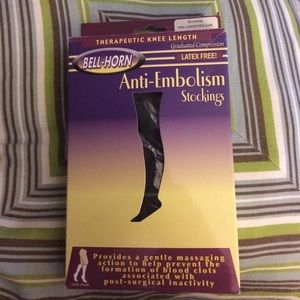 THERAPEUTIC KNEE LENGTH
Graduated Compression
BELL-HORN
LATEX FREE!
Anti-Embolism
Stockings
Provides a gentle massaging
action to help prevent the
formation of blood clots
associated with
post-surgical inactivity